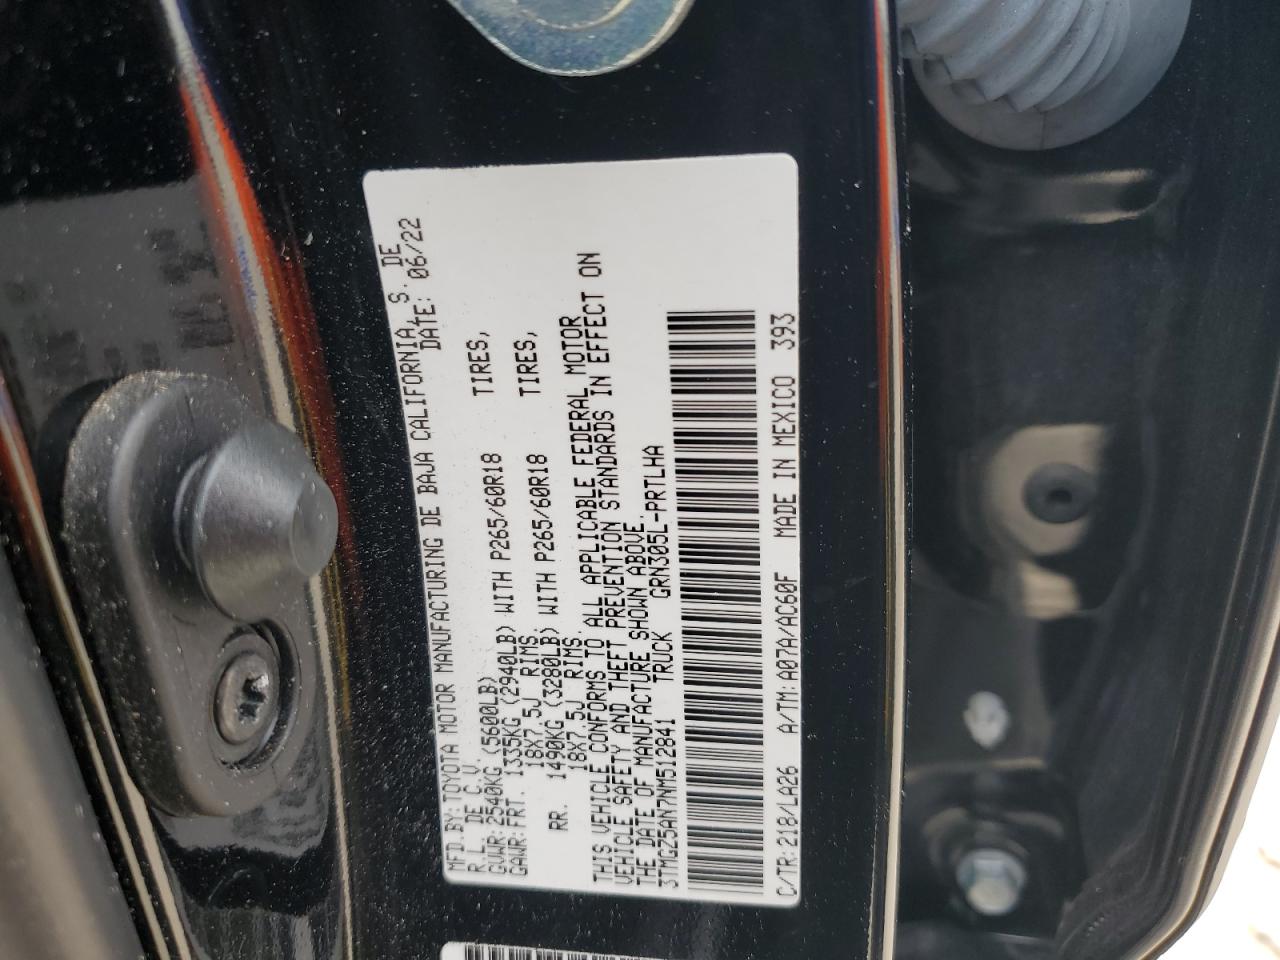 MFD.BY:TOYOTA MOTOR MANUFACTURING DE BAJA CALIFORNIA,S. DE
R.L. DE C.V. DATE: 06/22
GVWR:2540KG (5600LB)
GAWR:FRT. 1335KG (2940LB) WITH P265/60R18 TIRES,
18X7.5J RIMS,
RR. 1490KG (3280LB) WITH P265/60R18 TIRES,
18X7.5J RIMS.
THIS VEHICLE CONFORMS TO ALL APPLICABLE FEDERAL MOTOR
VEHICLE SAFETY AND THEFT PREVENTION STANDARDS IN EFFECT ON
THE DATE OF MANUFACTURE SHOWN ABOVE.
3TMGZ5AN7NM512841 TRUCK GRN305L-PRTLHA
C/TR:218/LA26 A/TM:A07A/AC60F MADE IN MEXICO 393